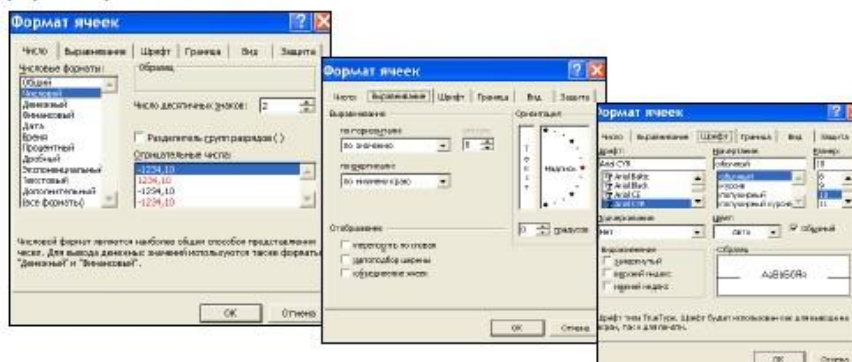 Формат ячеек
Число Выравнивание Шрифт Граница Вид Защита
Числовые форматы:
Образец
Общий
Числовой
Денежный
Финансовый
Дата
Время
Процентный
Дробный
Экспоненциальный
Текстовый
Дополнительный
(все форматы)
Число десятичных знаков: 2
Разделитель групп разрядов ( )
Отрицательные числа:
-1234,10
1234,10
-1234,10
-1234,10
Числовой формат является наиболее общим способом представления
чисел. Для вывода денежных значений используются также форматы
"Денежный" и "Финансовый".
ОК Отмена
Формат ячеек
Число Выравнивание Шрифт Граница Вид Защита
Выравнивание
Ориентация
по горизонтали:
по значению
0
по вертикали:
по нижнему краю
Т е к с т
Надпись
0 градусов
Отображение
переносить по словам
автоподбор ширины
объединение ячеек
ОК Отмена
Формат ячеек
Число Выравнивание Шрифт Граница Вид Защита
Шрифт:
Начертание:
Размер:
Arial CYR
обычный
10
Arial Baltic
Arial Black
Arial CE
Arial CYR
обычный
курсив
полужирный
полужирный курсив
8
9
10
11
Подчеркивание:
Цвет:
Нет
Авто
обычный
Видоизменение
Образец
зачеркнутый
верхний индекс
нижний индекс
АаВbБбЯя
Шрифт типа TrueType. Шрифт будет использован как для вывода на
экран, так и для печати.
ОК Отмена